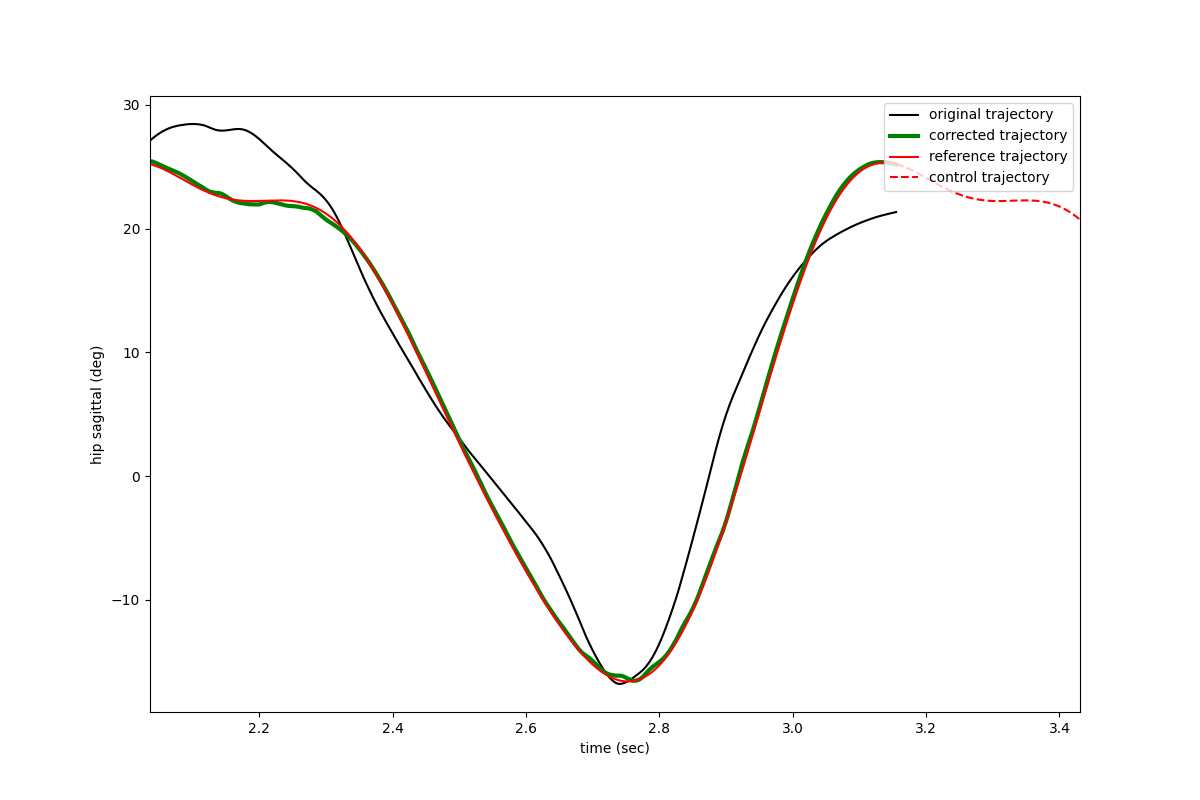 30
20
10
0
−10
hip sagittal (deg)
original trajectory
corrected trajectory
reference trajectory
control trajectory
2.2 2.4 2.6 2.8 3.0 3.2 3.4
time (sec)